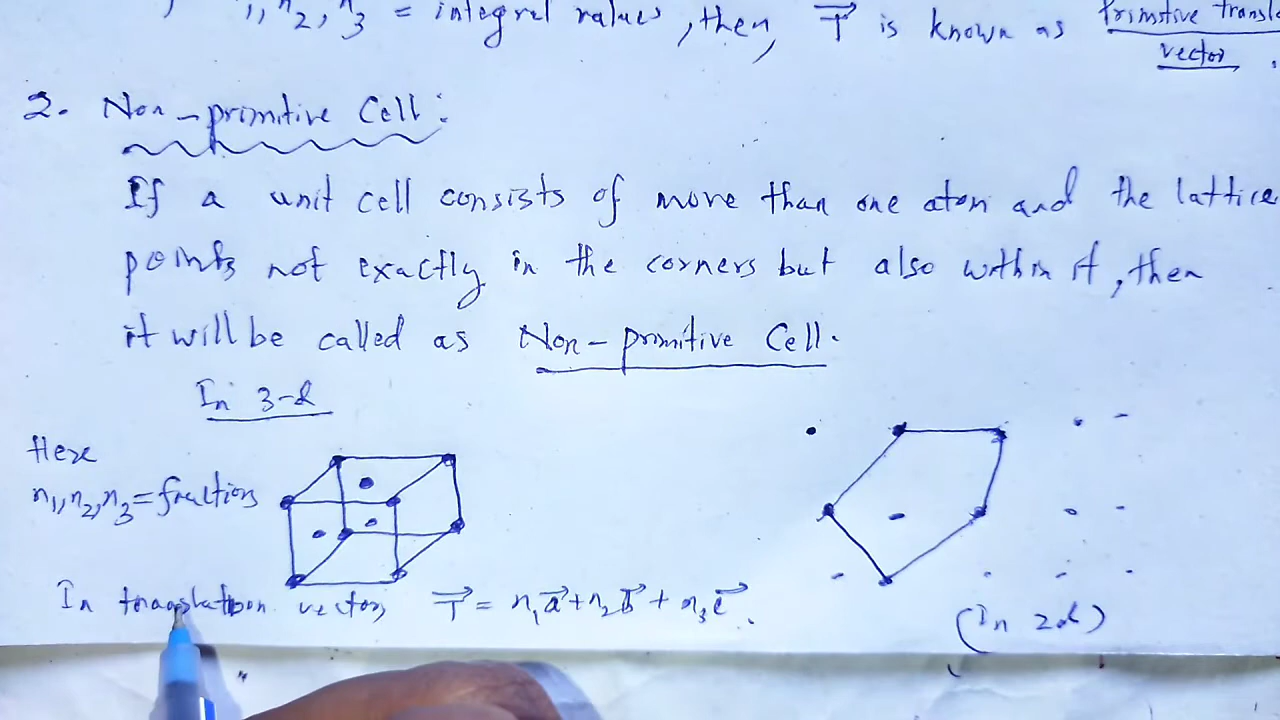 n₁, n₂, n₃ = integral values, then, T⃗ is known as Primitive transl
vector.
2. Non-primitive Cell:
If a unit cell consists of more than one atom and the lattice
points not exactly in the corners but also within it, then
it will be called as Non-primitive Cell.
In 3-d
Here
n₁, n₂, n₃ = fractions
In translation vector, T⃗ = n₁a⃗ + n₂b⃗ + n₃c⃗.
(In 2d)